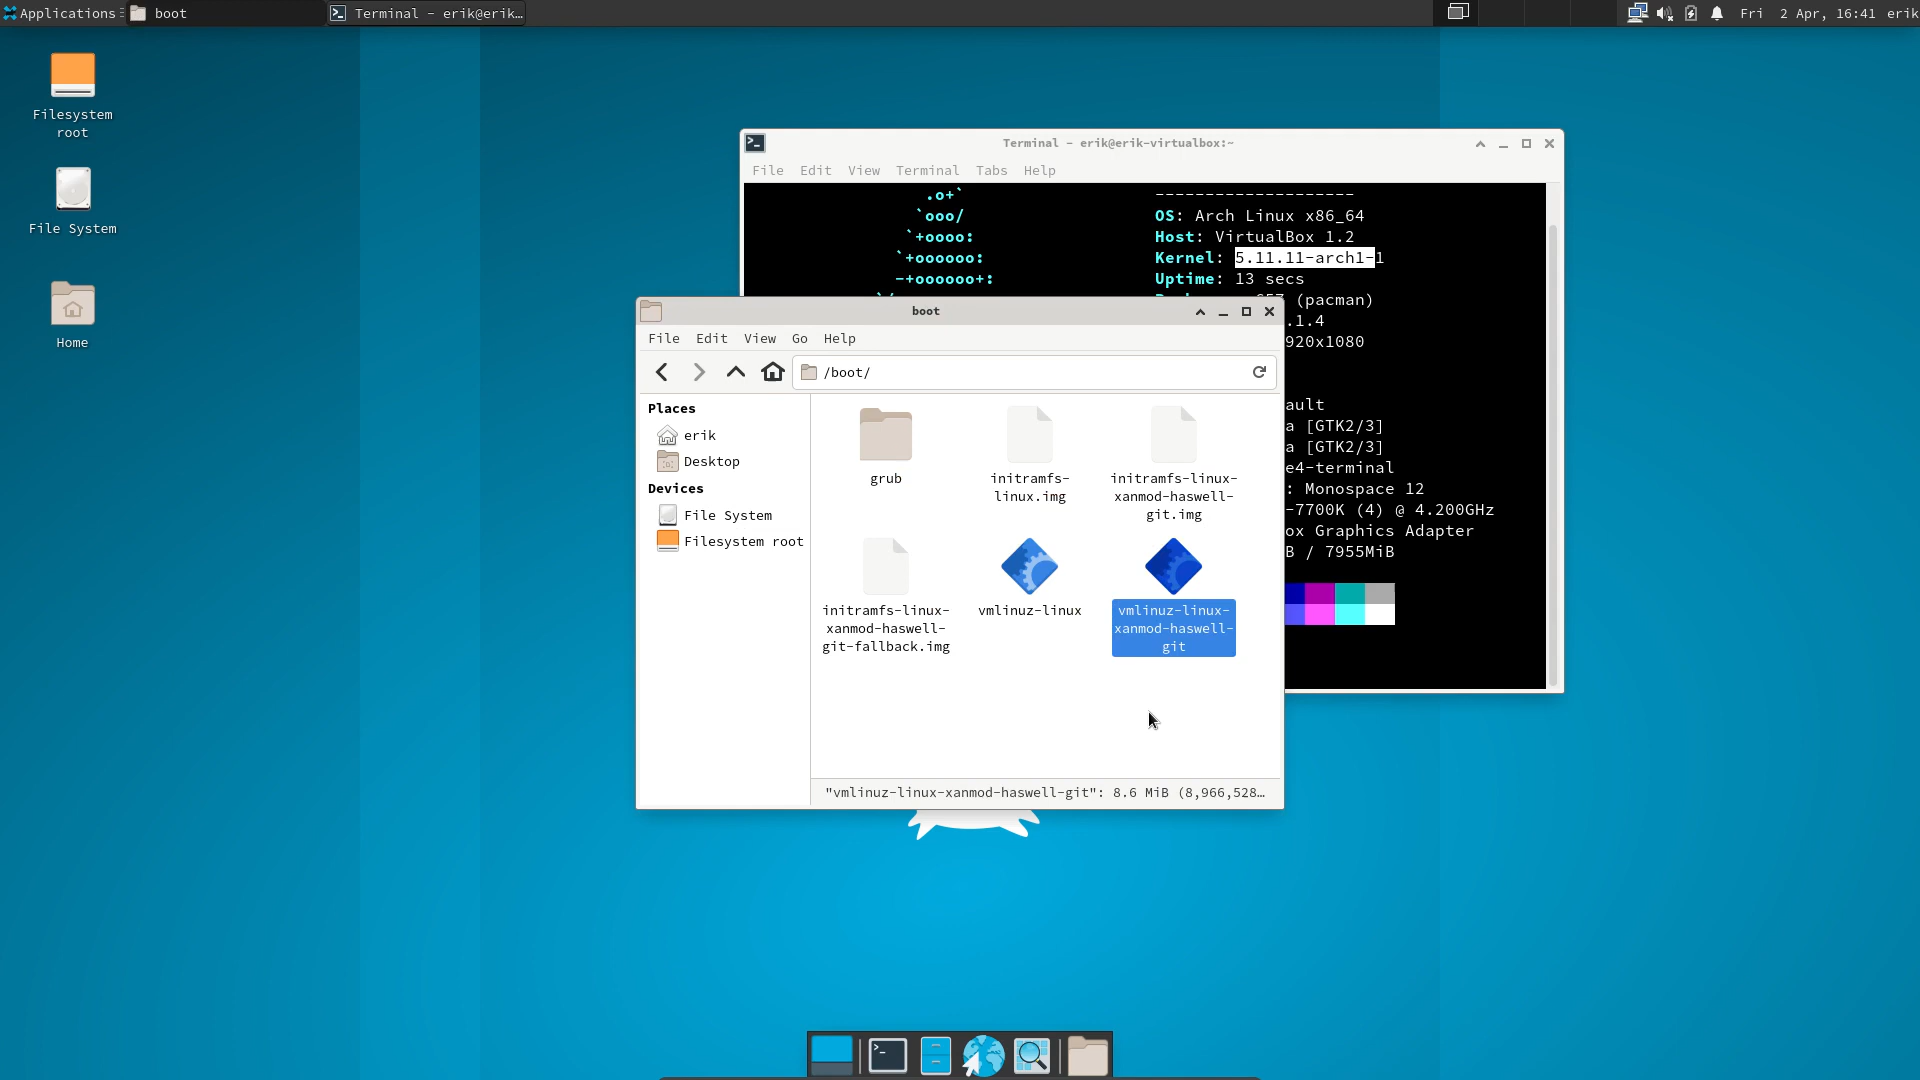 Applications
boot
Terminal - erik@erik…
Fri 2 Apr, 16:41 erik
Filesystem
root
File System
Home
Terminal - erik@erik-virtualbox:~
File Edit View Terminal Tabs Help
.o+`
`ooo/
`+oooo:
`+oooooo:
-+oooooo+:
--------------------
OS: Arch Linux x86_64
Host: VirtualBox 1.2
Kernel: 5.11.11-arch1-1
Uptime: 13 secs
(pacman)
.1.4
920x1080
ault
a [GTK2/3]
a [GTK2/3]
e4-terminal
: Monospace 12
-7700K (4) @ 4.200GHz
ox Graphics Adapter
B / 7955MiB
boot
File Edit View Go Help
/boot/
Places
erik
Desktop
Devices
File System
Filesystem root
grub
initramfs-
linux.img
initramfs-linux-
xanmod-haswell-
git.img
initramfs-linux-
xanmod-haswell-
git-fallback.img
vmlinuz-linux
vmlinuz-linux-
xanmod-haswell-
git
"vmlinuz-linux-xanmod-haswell-git": 8.6 MiB (8,966,528…